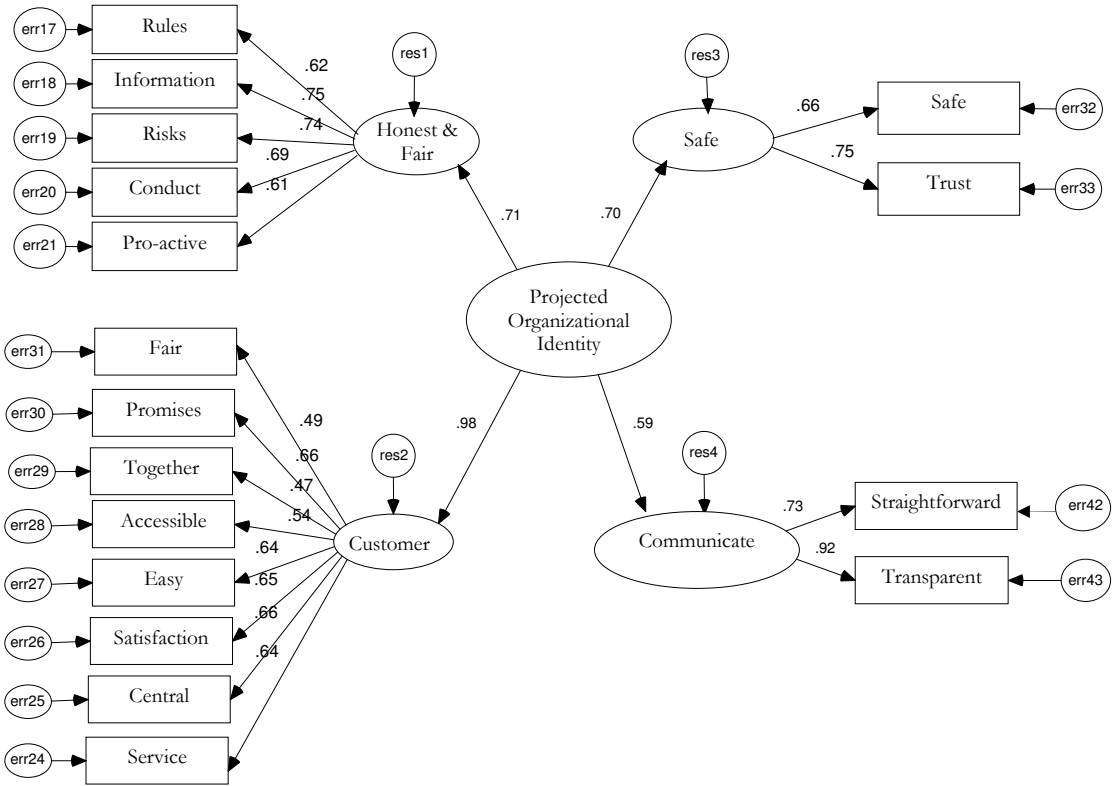 err17
Rules
.62
err18
Information
.75
err19
Risks
.74
err20
Conduct
.69
err21
Pro-active
.61
res1
Honest &
Fair
.71
res3
Safe
.70
.66
Safe
err32
.75
Trust
err33
Projected
Organizational
Identity
.98
.59
err31
Fair
.49
err30
Promises
.66
err29
Together
.47
err28
Accessible
.54
err27
Easy
.64
err26
Satisfaction
.65
err25
Central
.66
err24
Service
.64
res2
Customer
res4
Communicate
.73
Straightforward
err42
.92
Transparent
err43